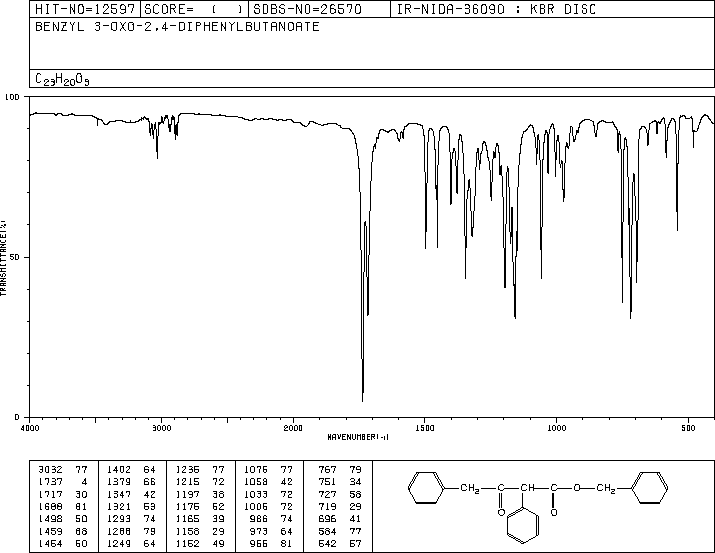 HIT-NO=12597 SCORE= ( ) SDBS-NO=26570 IR-NIDA-36090 : KBR DISC
BENZYL 3-OXO-2,4-DIPHENYLBUTANOATE
C23H20O3
100
50
0
TRANSMITTANCE(%)
4000 3000 2000 1500 1000 500
WAVENUMBER(-1)
3032 77 1402 64 1236 77 1076 77 767 79
1737 4 1379 66 1215 72 1058 42 751 34
1717 30 1347 42 1197 38 1033 72 727 58
81 1321 53 1176 52 1006 72 719 29
1498 50 1293 74 1165 39 986 74 696 41
1459 68 1288 79 1158 29 973 64 584 77
1454 50 1249 64 1152 49 81 542 57
CH2 C CH C O CH2
O O